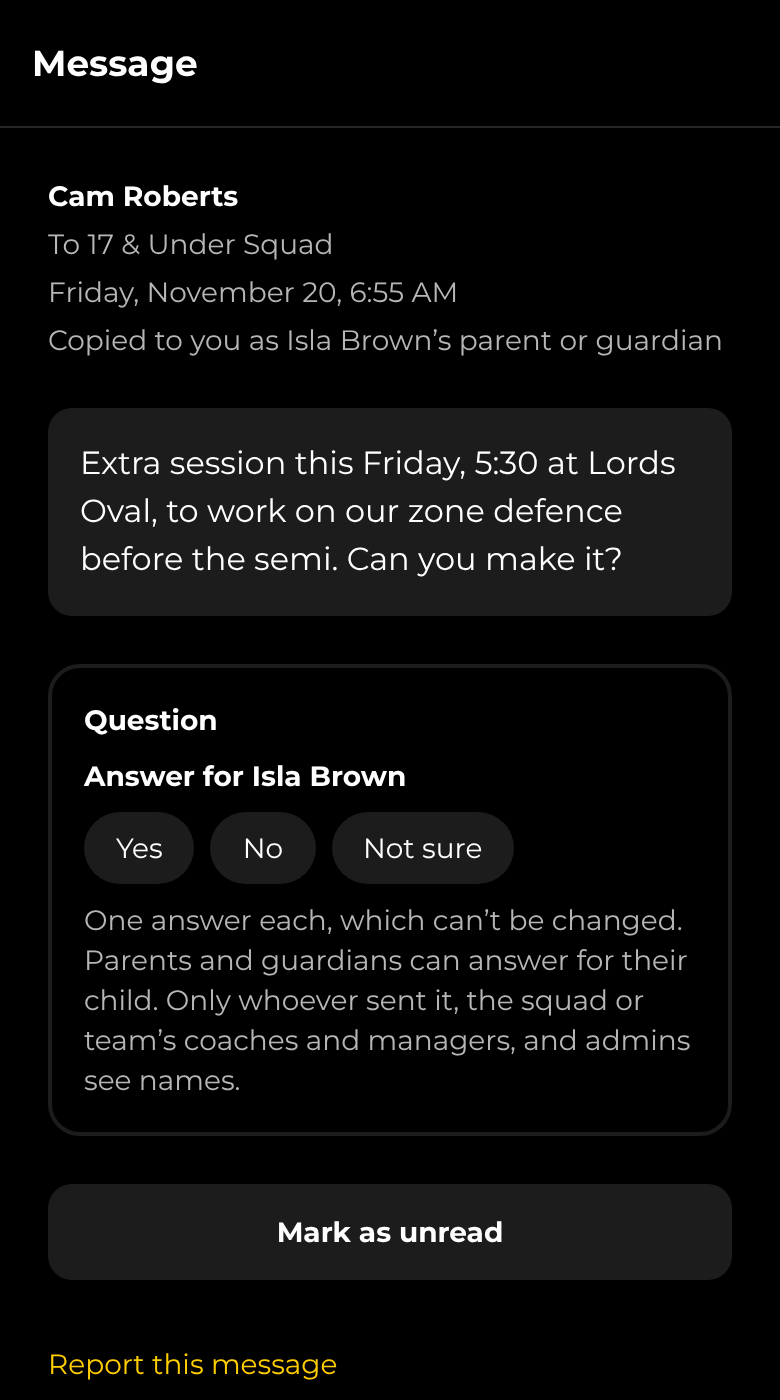 Message
Cam Roberts
To 17 & Under Squad
Friday, November 20, 6:55 AM
Copied to you as Isla Brown’s parent or guardian
Extra session this Friday, 5:30 at Lords
Oval, to work on our zone defence
before the semi. Can you make it?
Question
Answer for Isla Brown
Yes No Not sure
One answer each, which can’t be changed.
Parents and guardians can answer for their
child. Only whoever sent it, the squad or
team’s coaches and managers, and admins
see names.
Mark as unread
Report this message